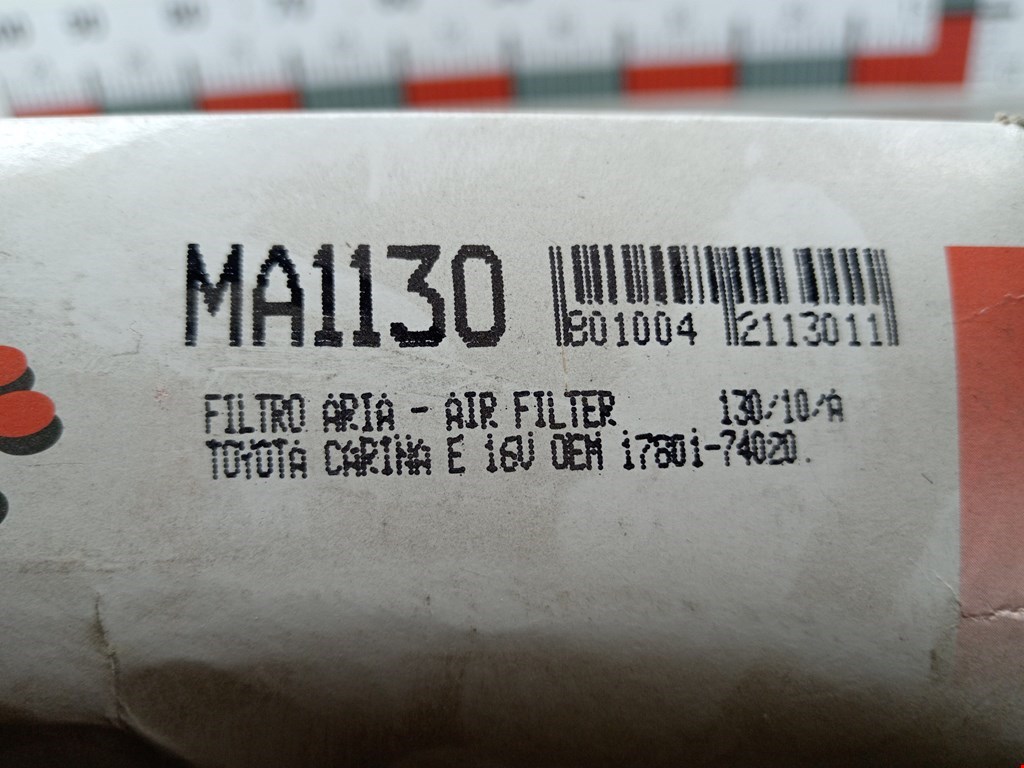 MA1130
801004 2113011
FILTRO ARIA - AIR FILTER 130/10/A
TOYOTA CARINA E 16V OEM 17801-74020.